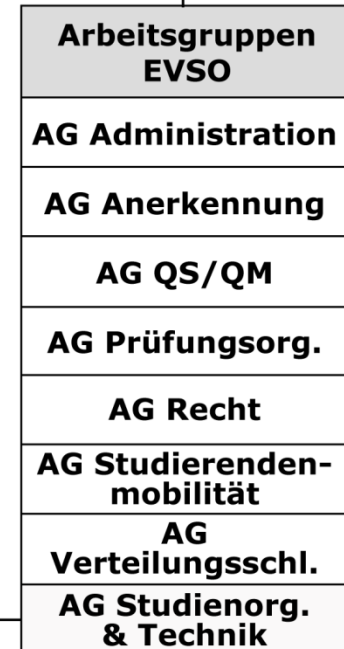 Arbeitsgruppen
EVSO
AG Administration
AG Anerkennung
AG QS/QM
AG Prüfungsorg.
AG Recht
AG Studierenden-
mobilität
AG
Verteilungsschl.
AG Studienorg.
& Technik